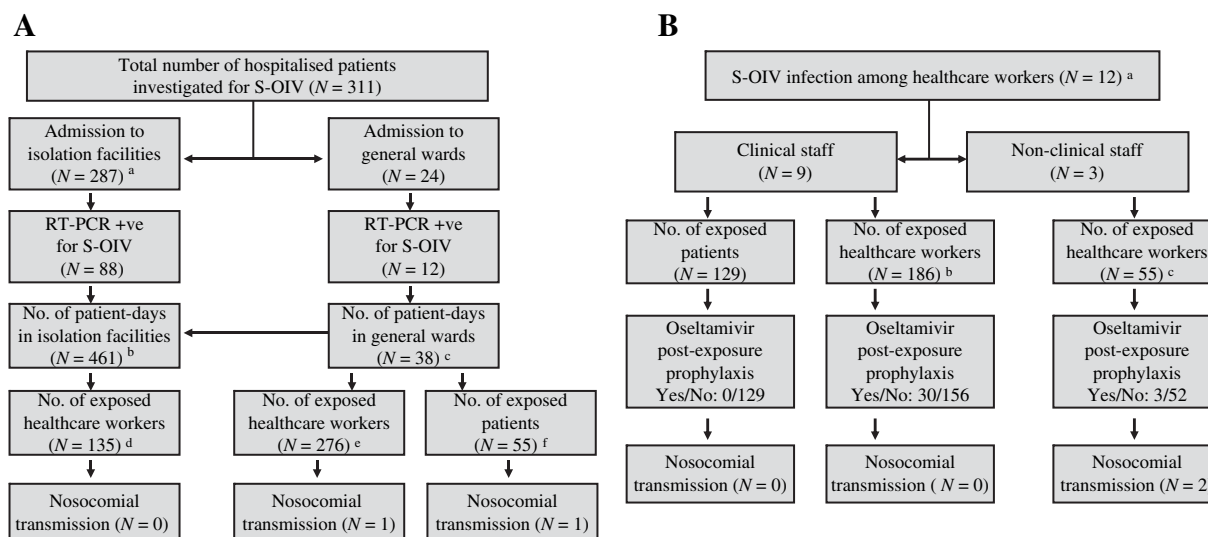 A
Total number of hospitalised patients
investigated for S-OIV (N = 311)
Admission to
isolation facilities
(N = 287) a
Admission to
general wards
(N = 24)
RT-PCR +ve
for S-OIV
(N = 88)
RT-PCR +ve
for S-OIV
(N = 12)
No. of patient-days
in isolation facilities
(N = 461) b
No. of patient-days
in general wards
(N = 38) c
No. of exposed
healthcare workers
(N = 135) d
No. of exposed
healthcare workers
(N = 276) e
No. of exposed
patients
(N = 55) f
Nosocomial
transmission (N = 0)
Nosocomial
transmission (N = 1)
Nosocomial
transmission (N = 1)
B
S-OIV infection among healthcare workers (N = 12) a
Clinical staff
(N = 9)
Non-clinical staff
(N = 3)
No. of exposed
patients
(N = 129)
No. of exposed
healthcare workers
(N = 186) b
No. of exposed
healthcare workers
(N = 55) c
Oseltamivir
post-exposure
prophylaxis
Yes/No: 0/129
Oseltamivir
post-exposure
prophylaxis
Yes/No: 30/156
Oseltamivir
post-exposure
prophylaxis
Yes/No: 3/52
Nosocomial
transmission (N = 0)
Nosocomial
transmission ( N = 0)
Nosocomial
transmission (N = 2